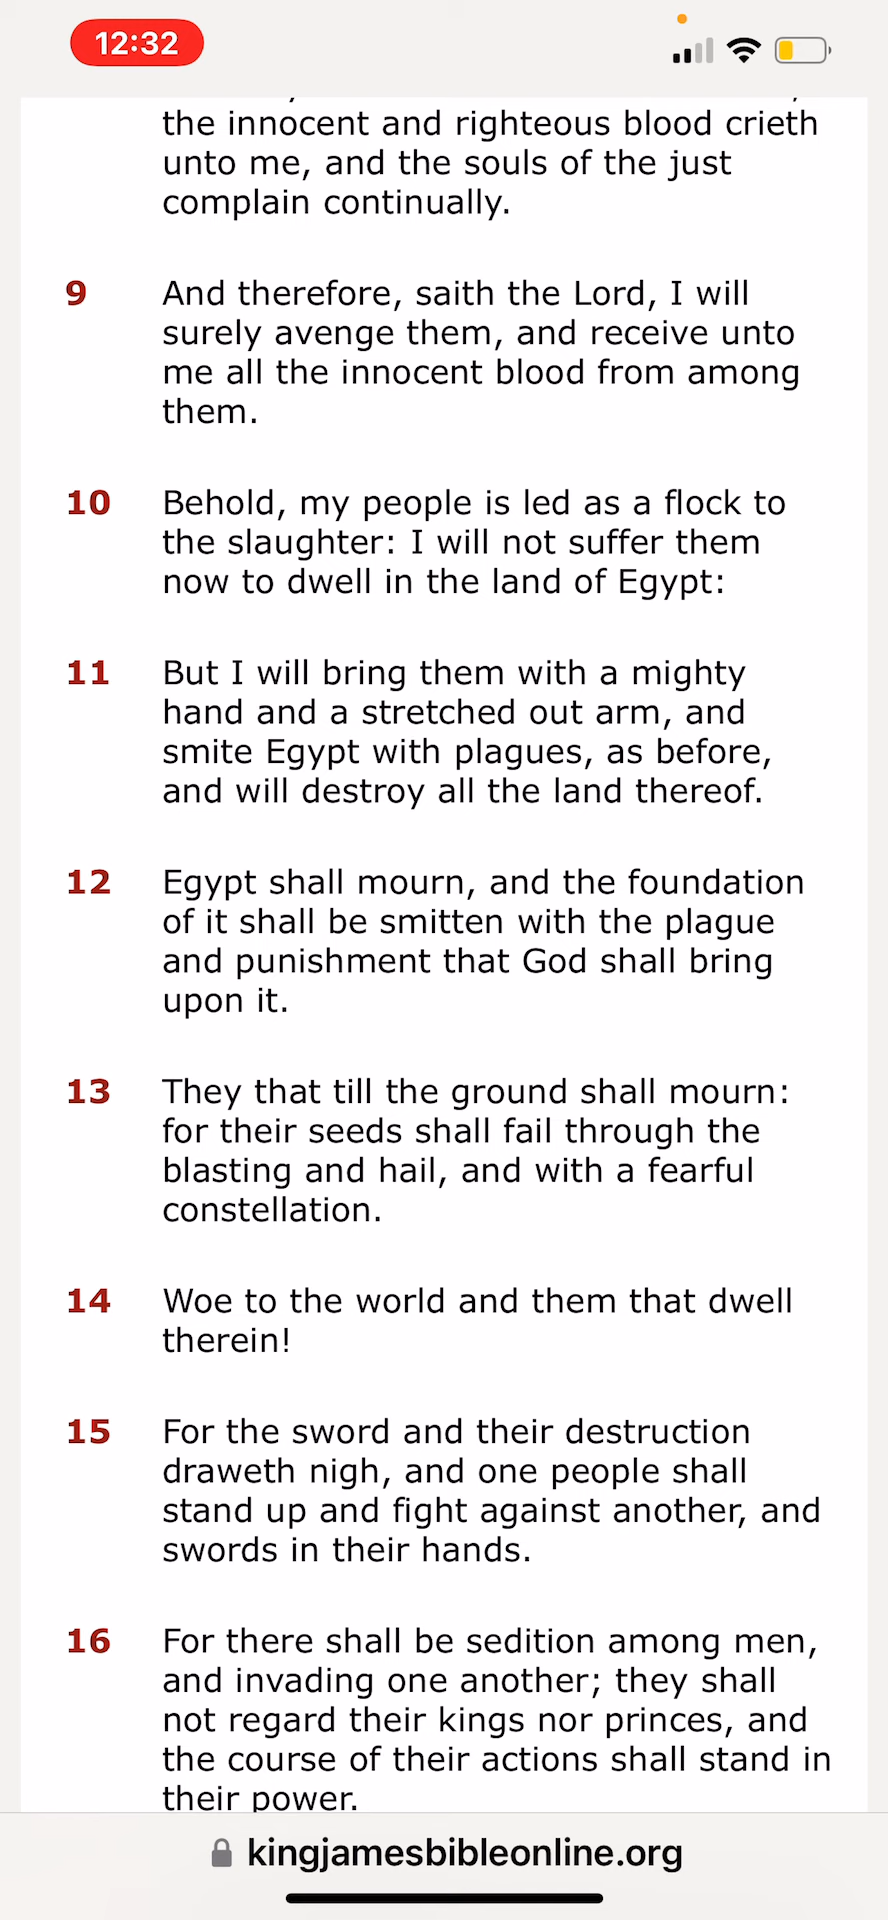 12:32
the innocent and righteous blood crieth
unto me, and the souls of the just
complain continually.
9 And therefore, saith the Lord, I will
surely avenge them, and receive unto
me all the innocent blood from among
them.
10 Behold, my people is led as a flock to
the slaughter: I will not suffer them
now to dwell in the land of Egypt:
11 But I will bring them with a mighty
hand and a stretched out arm, and
smite Egypt with plagues, as before,
and will destroy all the land thereof.
12 Egypt shall mourn, and the foundation
of it shall be smitten with the plague
and punishment that God shall bring
upon it.
13 They that till the ground shall mourn:
for their seeds shall fail through the
blasting and hail, and with a fearful
constellation.
14 Woe to the world and them that dwell
therein!
15 For the sword and their destruction
draweth nigh, and one people shall
stand up and fight against another, and
swords in their hands.
16 For there shall be sedition among men,
and invading one another; they shall
not regard their kings nor princes, and
the course of their actions shall stand in
their power.
kingjamesbibleonline.org